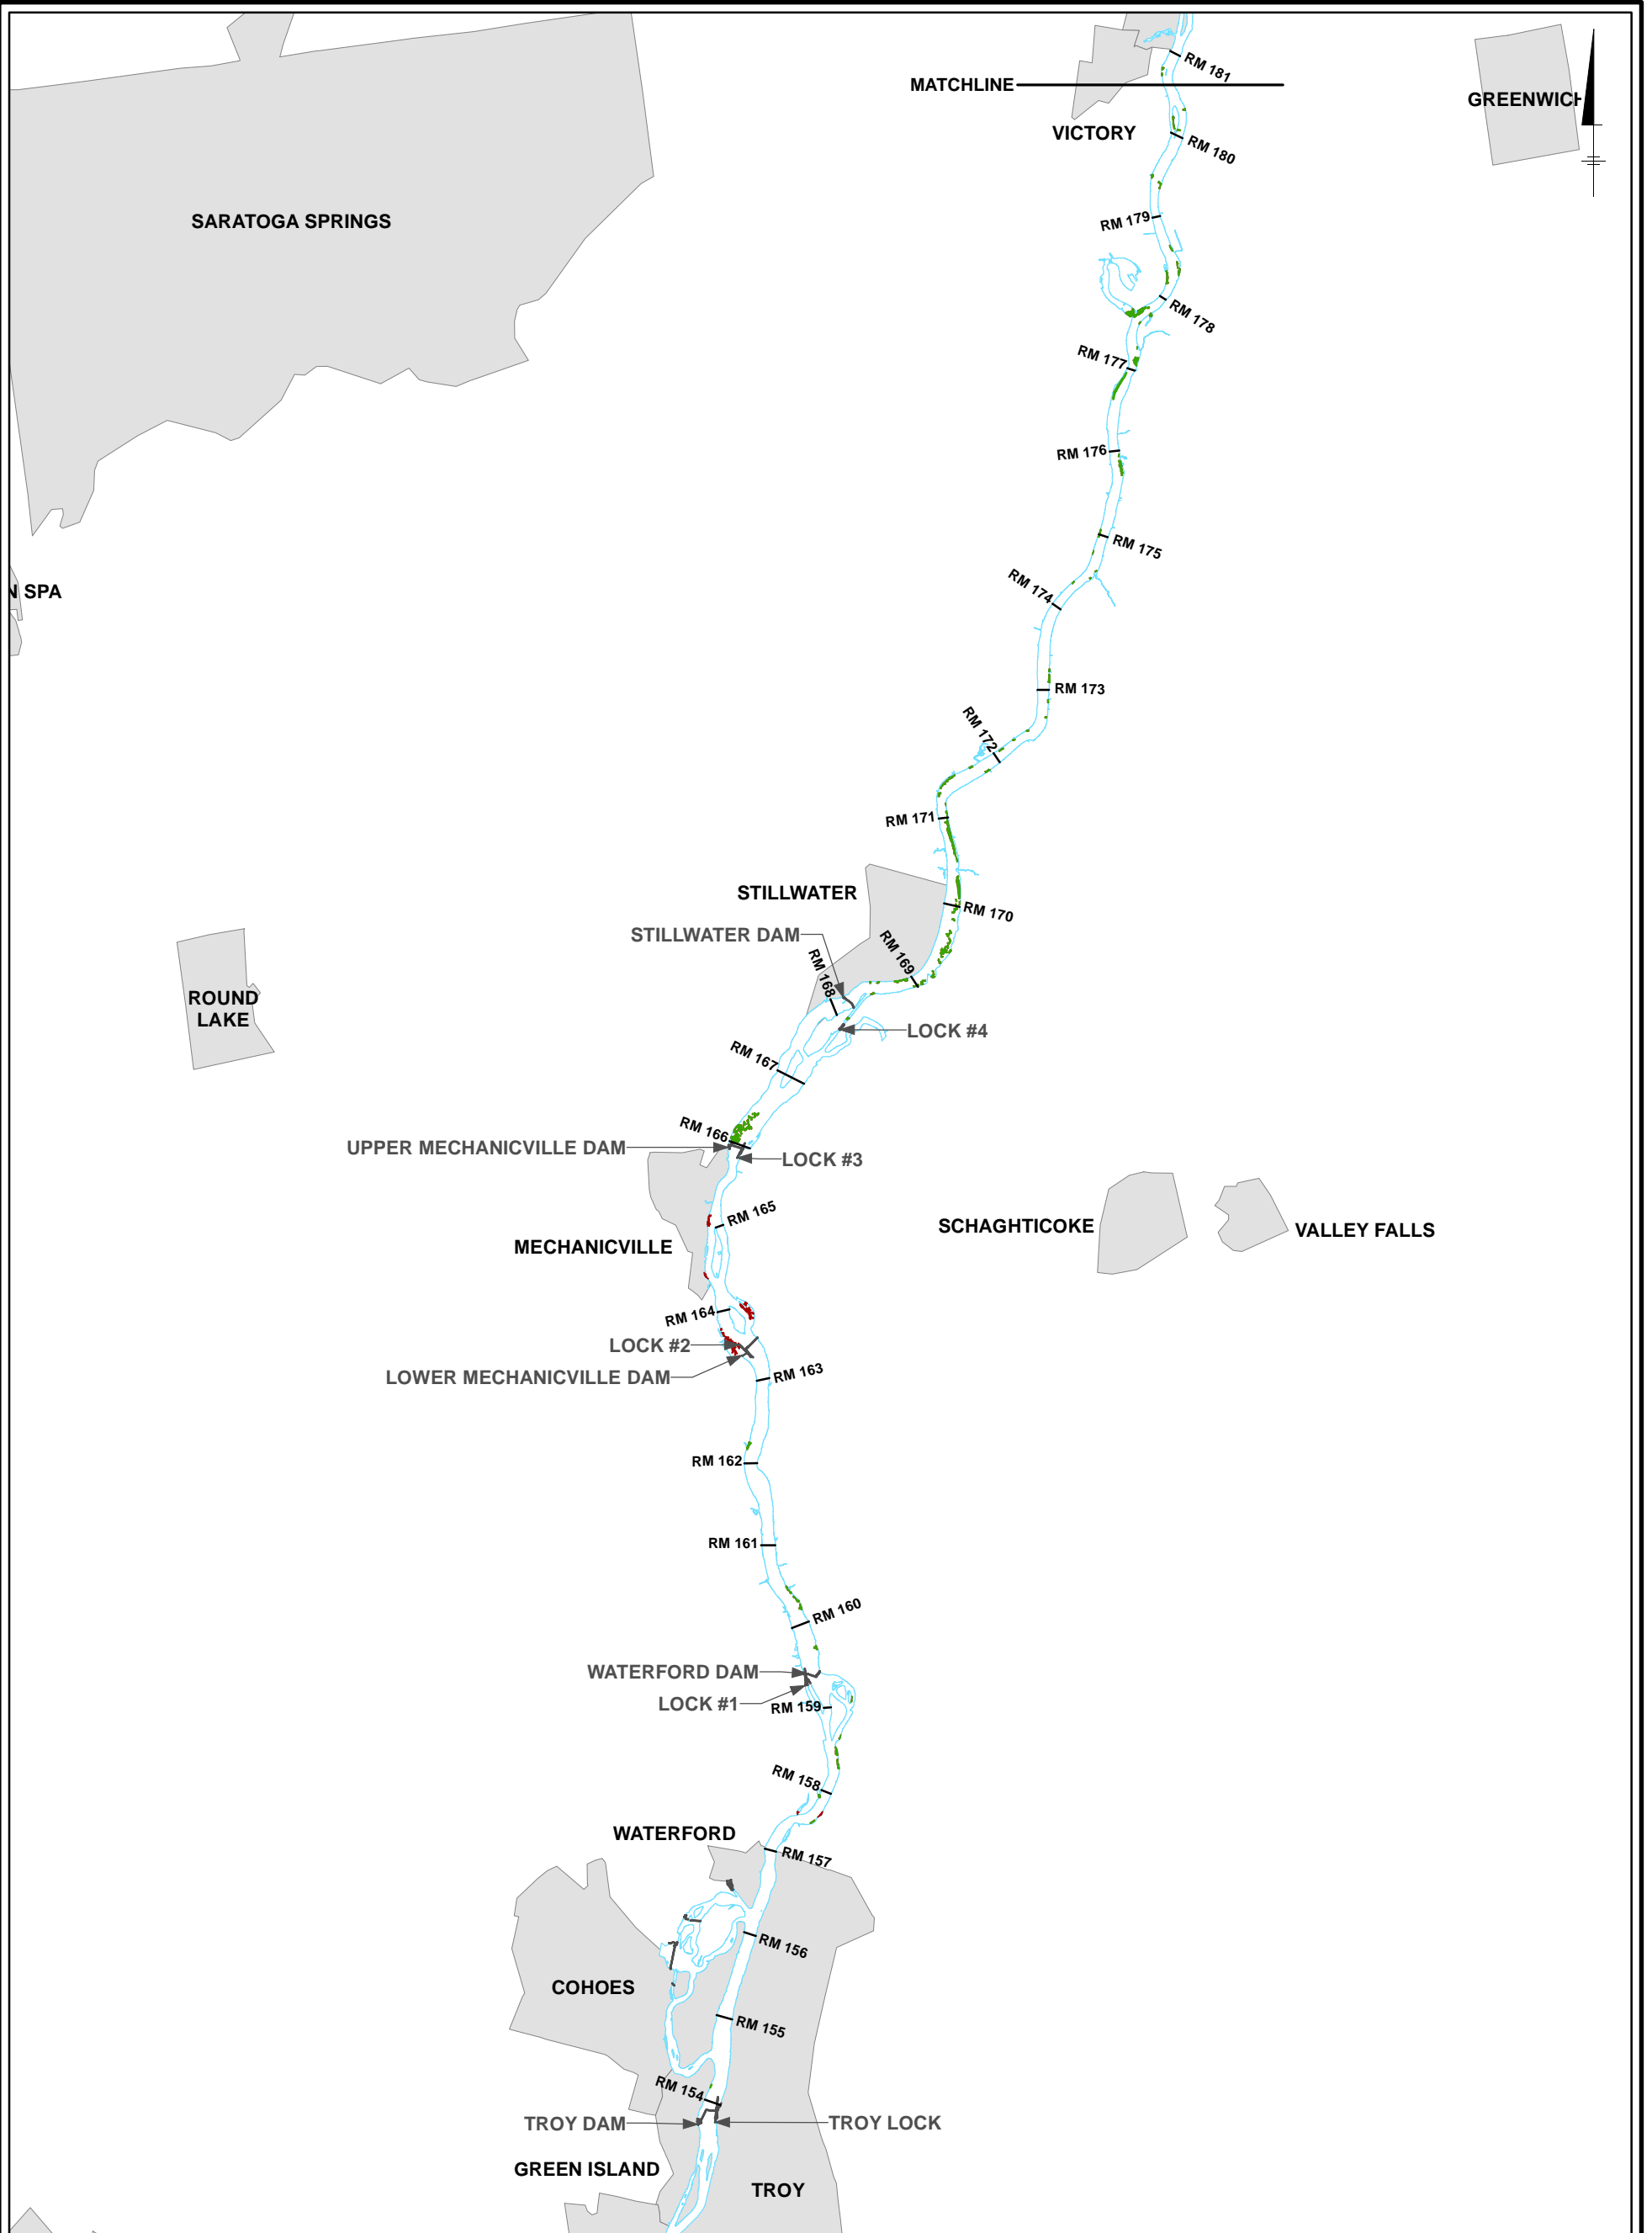 RM 181
MATCHLINE
GREENWICH
VICTORY
RM 180
SARATOGA SPRINGS
RM 179
RM 178
RM 177
RM 176
RM 175
N SPA
RM 174
RM 173
RM 172
RM 171
STILLWATER
RM 170
STILLWATER DAM
RM 169
RM 168
ROUND
LAKE
LOCK #4
RM 167
RM 166
UPPER MECHANICVILLE DAM
LOCK #3
RM 165
SCHAGHTICOKE
VALLEY FALLS
MECHANICVILLE
RM 164
LOCK #2
RM 163
LOWER MECHANICVILLE DAM
RM 162
RM 161
RM 160
WATERFORD DAM
LOCK #1
RM 159
RM 158
WATERFORD
RM 157
RM 156
COHOES
RM 155
RM 154
TROY DAM
TROY LOCK
GREEN ISLAND
TROY